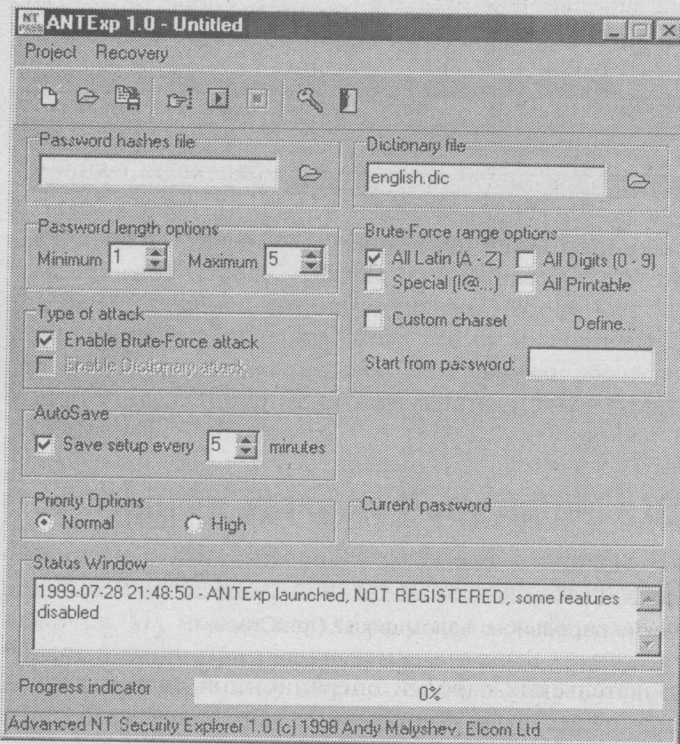 NT
PASS
ANTExp 1.0 - Untitled
Project Recovery
Password hashes file
Dictionary file
english.dic
Password length options
Minimum 1 Maximum 5
Brute-Force range options
All Latin (A - Z) All Digits (0 - 9)
Special (!@...) All Printable
Custom charset Define...
Start from password:
Type of attack
Enable Brute-Force attack
Enable Dictionary attack
AutoSave
Save setup every 5 minutes
Priority Options
Normal High
Current password
Status Window
1999-07-28 21:48:50 - ANTExp launched, NOT REGISTERED, some features
disabled
Progress indicator 0%
Advanced NT Security Explorer 1.0 (c) 1998 Andy Malyshev, Elcom Ltd